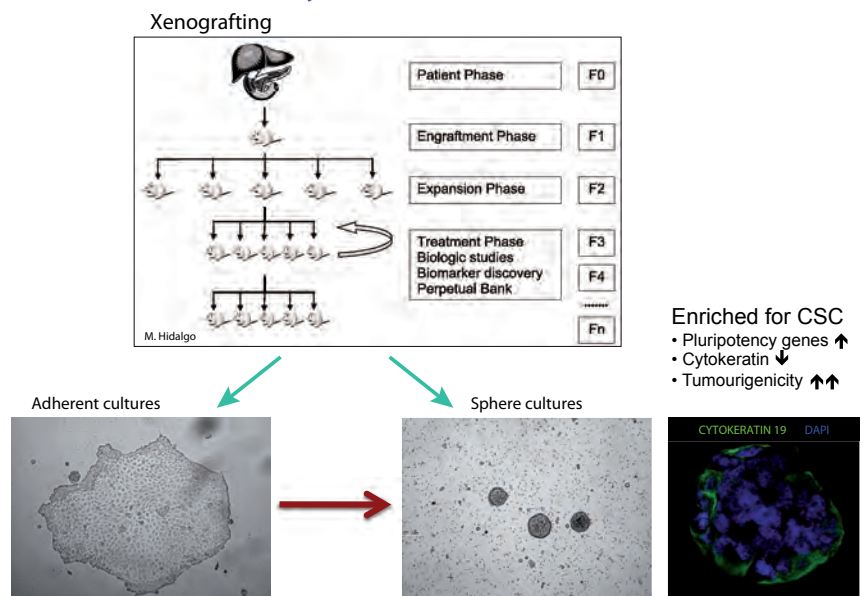 Xenografting
Patient Phase
F0
Engraftment Phase
F1
Expansion Phase
F2
Treatment Phase
Biologic studies
Biomarker discovery
Perpetual Bank
F3
F4
.......
Fn
M. Hidalgo
Enriched for CSC
• Pluripotency genes ↑
• Cytokeratin ↓
• Tumourigenicity ↑↑
Adherent cultures
Sphere cultures
CYTOKERATIN 19 DAPI